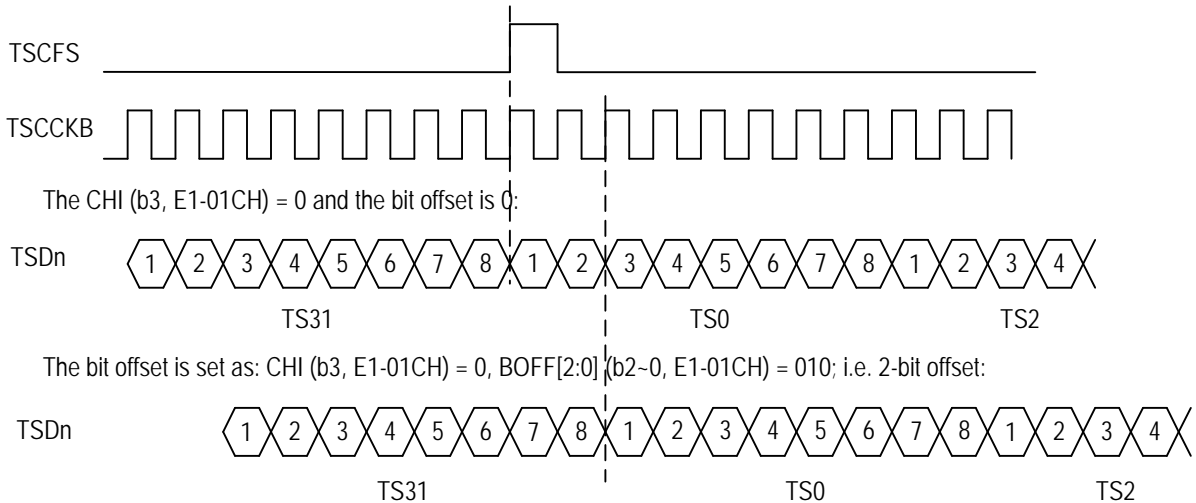 TSCFS
TSCCKB
The CHI (b3, E1-01CH) = 0 and the bit offset is 0:
TSDn 1 2 3 4 5 6 7 8 1 2 3 4 5 6 7 8 1 2 3 4
TS31 TS0 TS2
The bit offset is set as: CHI (b3, E1-01CH) = 0, BOFF[2:0] (b2~0, E1-01CH) = 010; i.e. 2-bit offset:
TSDn 1 2 3 4 5 6 7 8 1 2 3 4 5 6 7 8 1 2 3 4
TS31 TS0 TS2